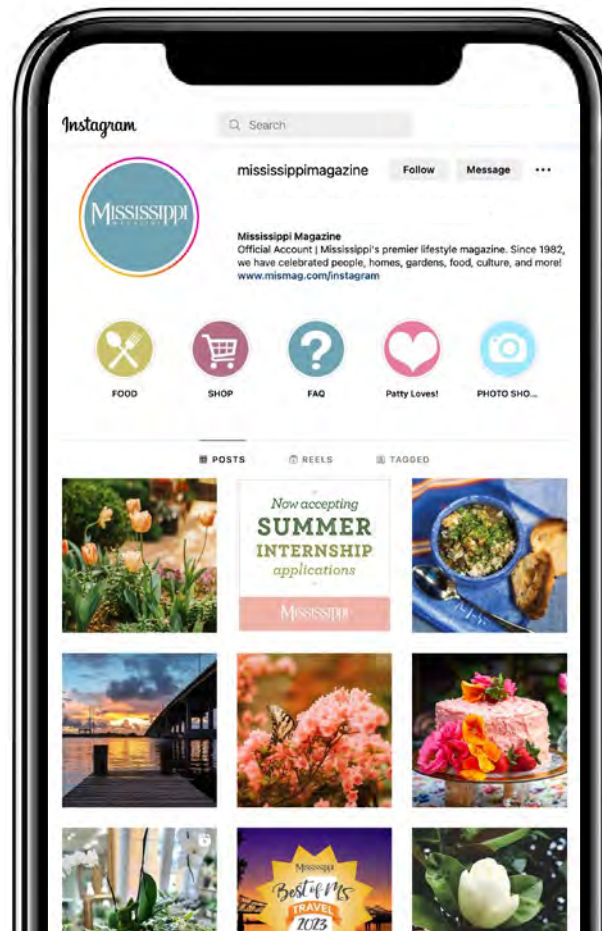 Instagram
Search
mississippimagazine Follow Message ...
MISSISSIPPI
MAGAZINE
Mississippi Magazine
Official Account | Mississippi's premier lifestyle magazine. Since 1982,
we have celebrated people, homes, gardens, food, culture, and more!
www.mismag.com/instagram
FOOD SHOP FAQ Patty Loves! PHOTO SHO...
POSTS REELS TAGGED
Now accepting
SUMMER
INTERNSHIP
applications
MISSISSIPPI
MISSISSIPPI
Best of MS
TRAVEL
2023